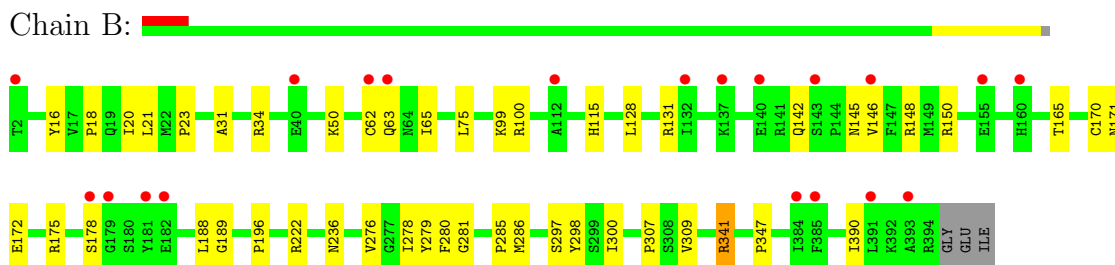 Chain B:
T2 Y16 V17 P18 Q19 I20 L21 M22 P23 A31 R34 E40 K50 C62 Q63 N64 I65 L75 K99 R100 A112 H115 L128 R131 I132 K137 E140 R141 Q142 S143 P144 N145 V146 F147 R148 M149 R150 E155 H160 T165 C170 N171
E172 R175 S178 G179 S180 Y181 E182 L188 G189 P196 R222 N236 V276 G277 I278 Y279 F280 G281 P285 M286 S297 Y298 S299 I300 P307 S308 V309 R341 P347 I384 F385 I390 L391 K392 A393 R394 GLY GLU ILE